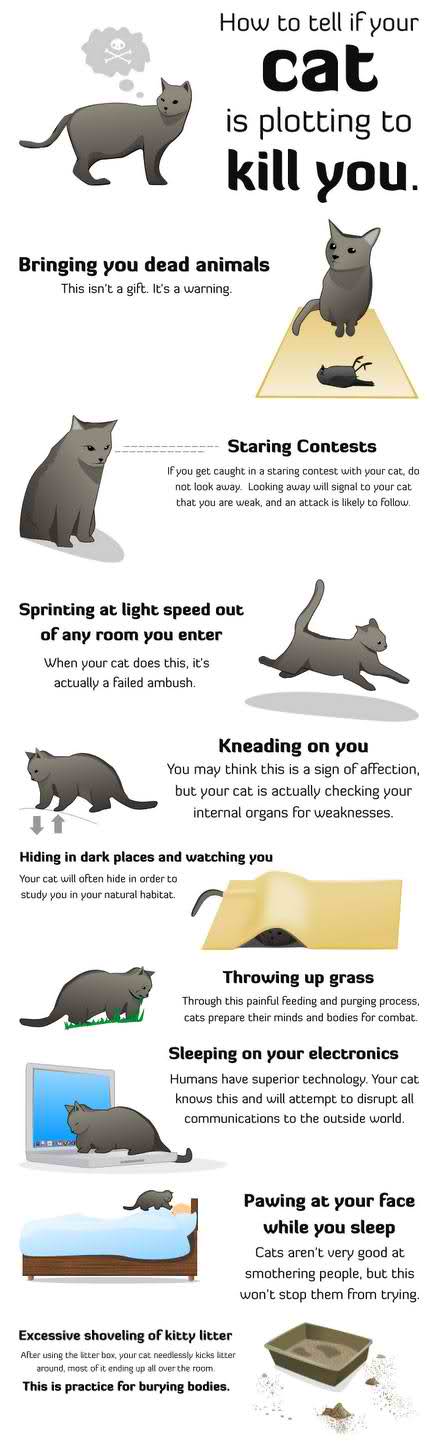 How to tell if your
cat
is plotting to
kill you.
Bringing you dead animals
This isn't a gift. It's a warning.
Staring Contests
If you get caught in a staring contest with your cat, do
not look away. Looking away will signal to your cat
that you are weak, and an attack is likely to follow.
Sprinting at light speed out
of any room you enter
When your cat does this, it's
actually a failed ambush.
Kneading on you
You may think this is a sign of affection,
but your cat is actually checking your
internal organs for weaknesses.
Hiding in dark places and watching you
Your cat will often hide in order to
study you in your natural habitat.
Throwing up grass
Through this painful feeding and purging process,
cats prepare their minds and bodies for combat.
Sleeping on your electronics
Humans have superior technology. Your cat
knows this and will attempt to disrupt all
communications to the outside world.
Pawing at your face
while you sleep
Cats aren't very good at
smothering people, but this
won't stop them from trying.
Excessive shoveling of kitty litter
After using the litter box, your cat needlessly kicks litter
around, most of it ending up all over the room.
This is practice for burying bodies.